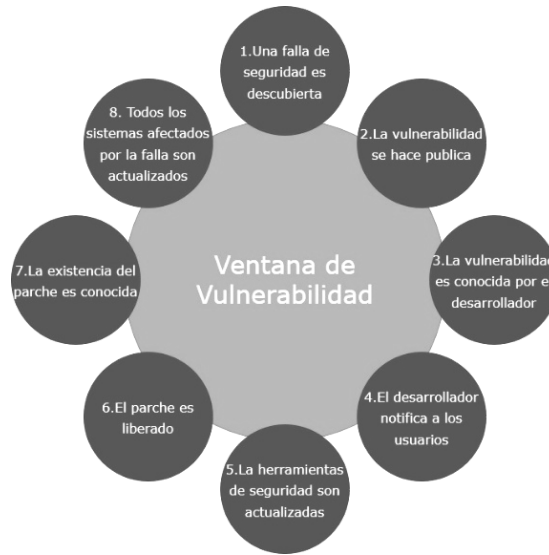 1.Una falla de
seguridad es
descubierta
2.La vulnerabilidad
se hace publica
3.La vulnerabilidad
es conocida por e
desarrollador
4.El desarrollador
notifica a los
usuarios
5.La herramientas
de seguridad son
actualizadas
6.El parche es
liberado
7.La existencia del
parche es conocida
8. Todos los
sistemas afectados
por la falla son
actualizados
Ventana de
Vulnerabilidad